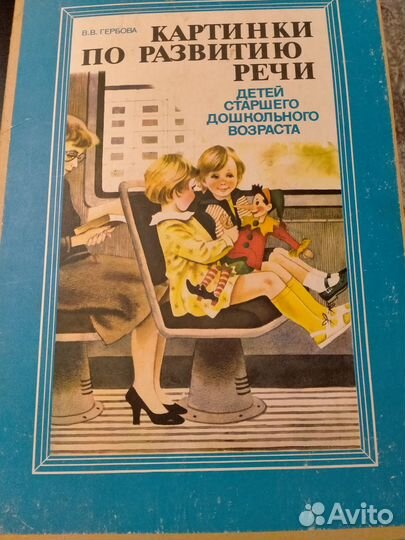 В.В. ГЕРБОВА
КАРТИНКИ
ПО РАЗВИТИЮ
РЕЧИ
ДЕТЕЙ
СТАРШЕГО
ДОШКОЛЬНОГО
ВОЗРАСТА
Avito